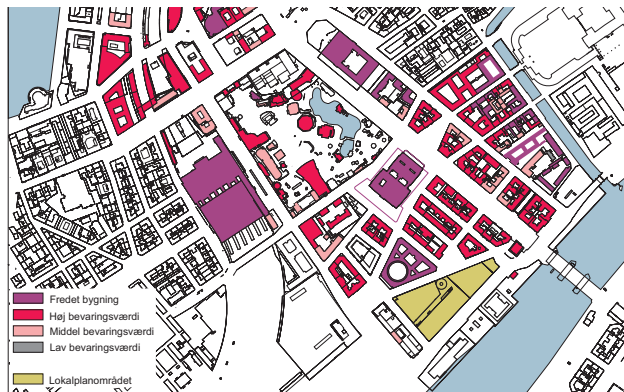 Fredet bygning
Høj bevaringsværdi
Middel bevaringsværdi
Lav bevaringsværdi
Lokalplanområdet